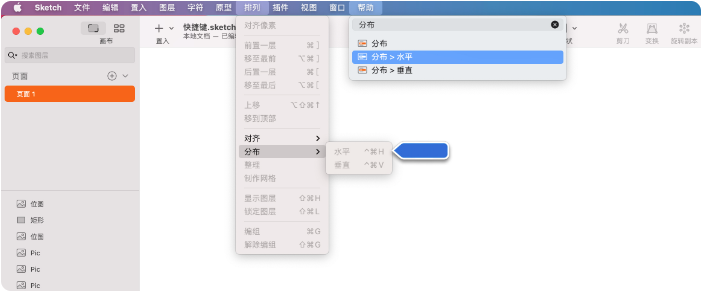 Sketch 文件 编辑 置入 图层 字符 原型 排列 插件 视图 窗口 帮助
置入
画布
快捷键.sketch
本地文档 — 已编
剪刀 变换 旋转副本
搜索图层
页面
页面 1
位图
矩形
位图
Pic
Pic
Pic
对齐像素
前置一层 ⌘]
移至最前 ⌥⌘]
后置一层 ⌘[
移至最后 ⌥⌘[
上移 ⌥⇧⌘↑
移到顶部
对齐
分布
整理
制作网格
显示图层 ⇧⌘H
锁定图层 ⇧⌘L
编组 ⌘G
解除编组 ⇧⌘G
水平 ^⌘H
垂直 ^⌘V
分布
分布
分布 > 水平
分布 > 垂直